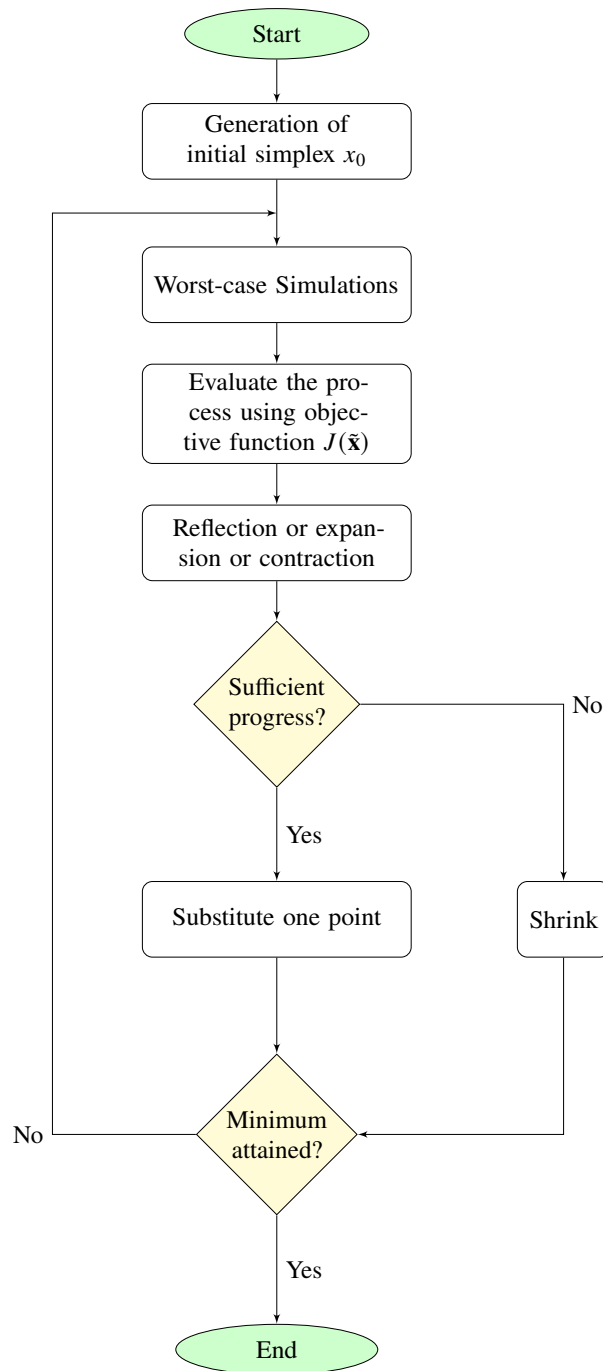 Start
Generation of
initial simplex x₀
Worst-case Simulations
Evaluate the pro-
cess using objec-
tive function J(x̃)
Reflection or expan-
sion or contraction
Sufficient
progress?
No
Yes
Substitute one point
Shrink
Minimum
attained?
No
Yes
End